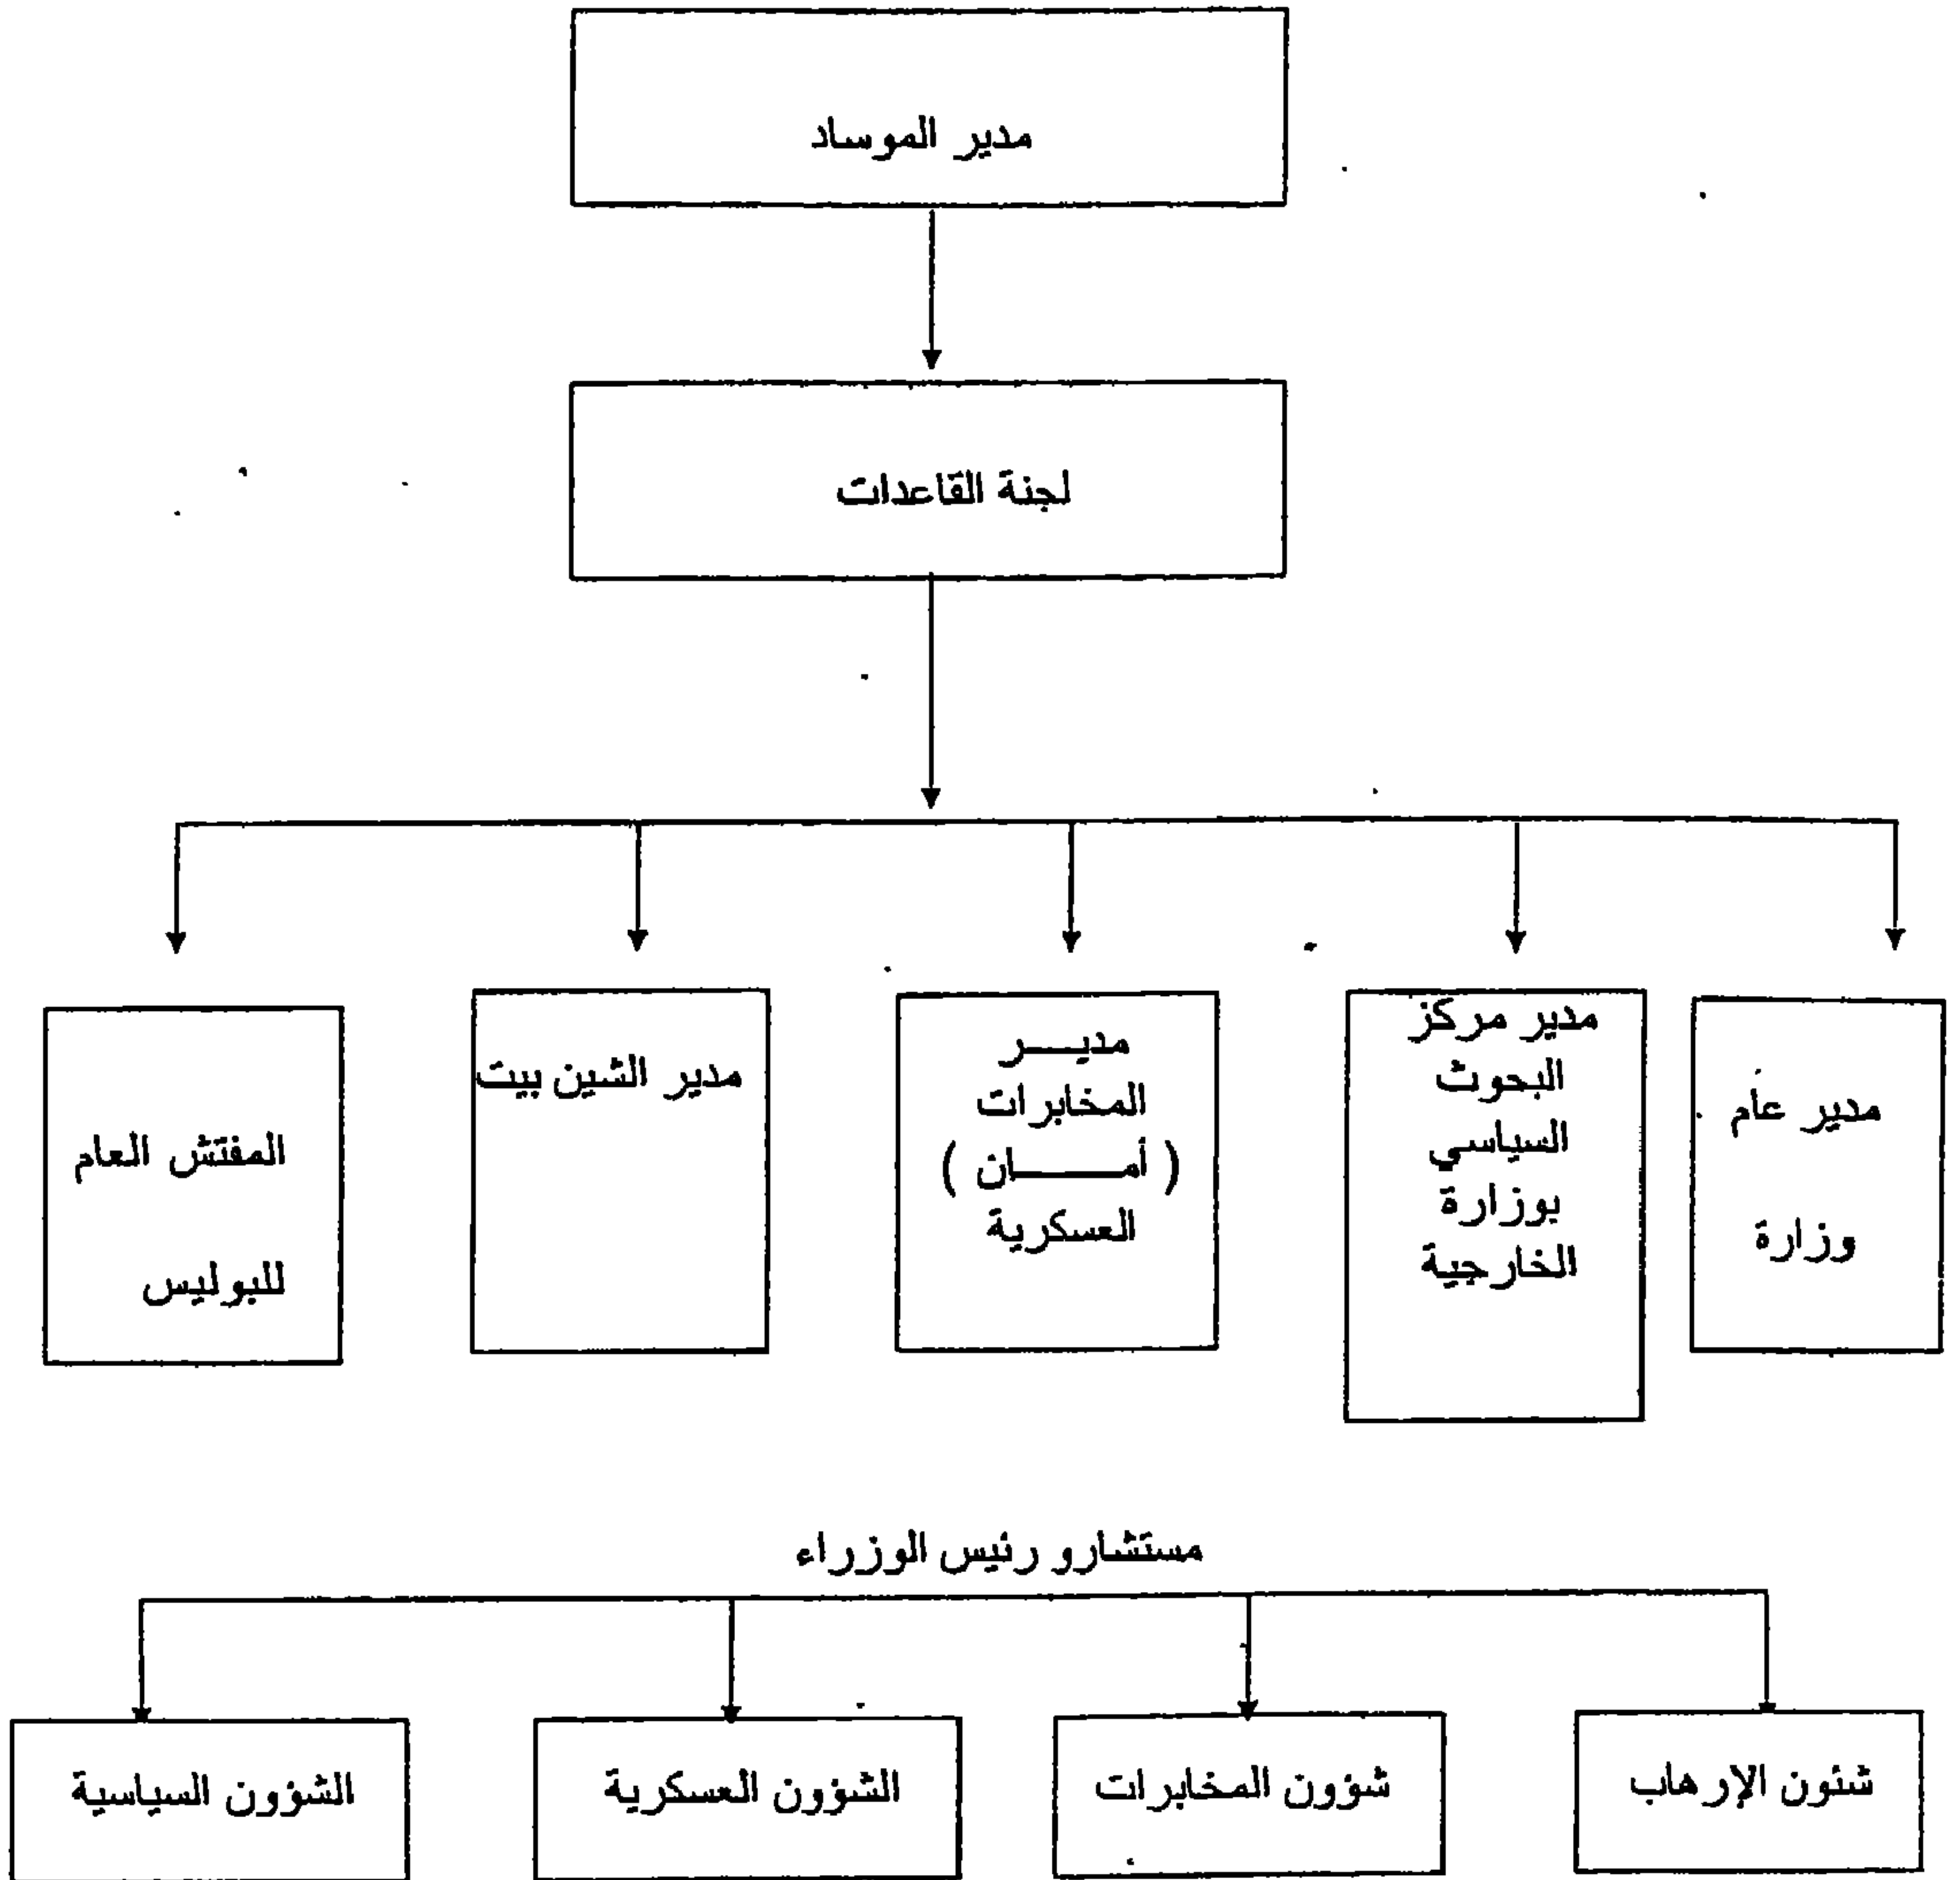 مدير الموساد
لجنة القاعدات
مدير عام
وزارة
مدير مركز
البحوث
السياسي
بوزارة
الخارجية
مديـــر
المخابرات
( أمـــــان )
العسكرية
مدير الشين بيت
المفتش العام
للبوليس
مستشارو رئيس الوزراء
شئون الإرهاب
شؤون المخابرات
الشؤون العسكرية
الشؤون السياسية